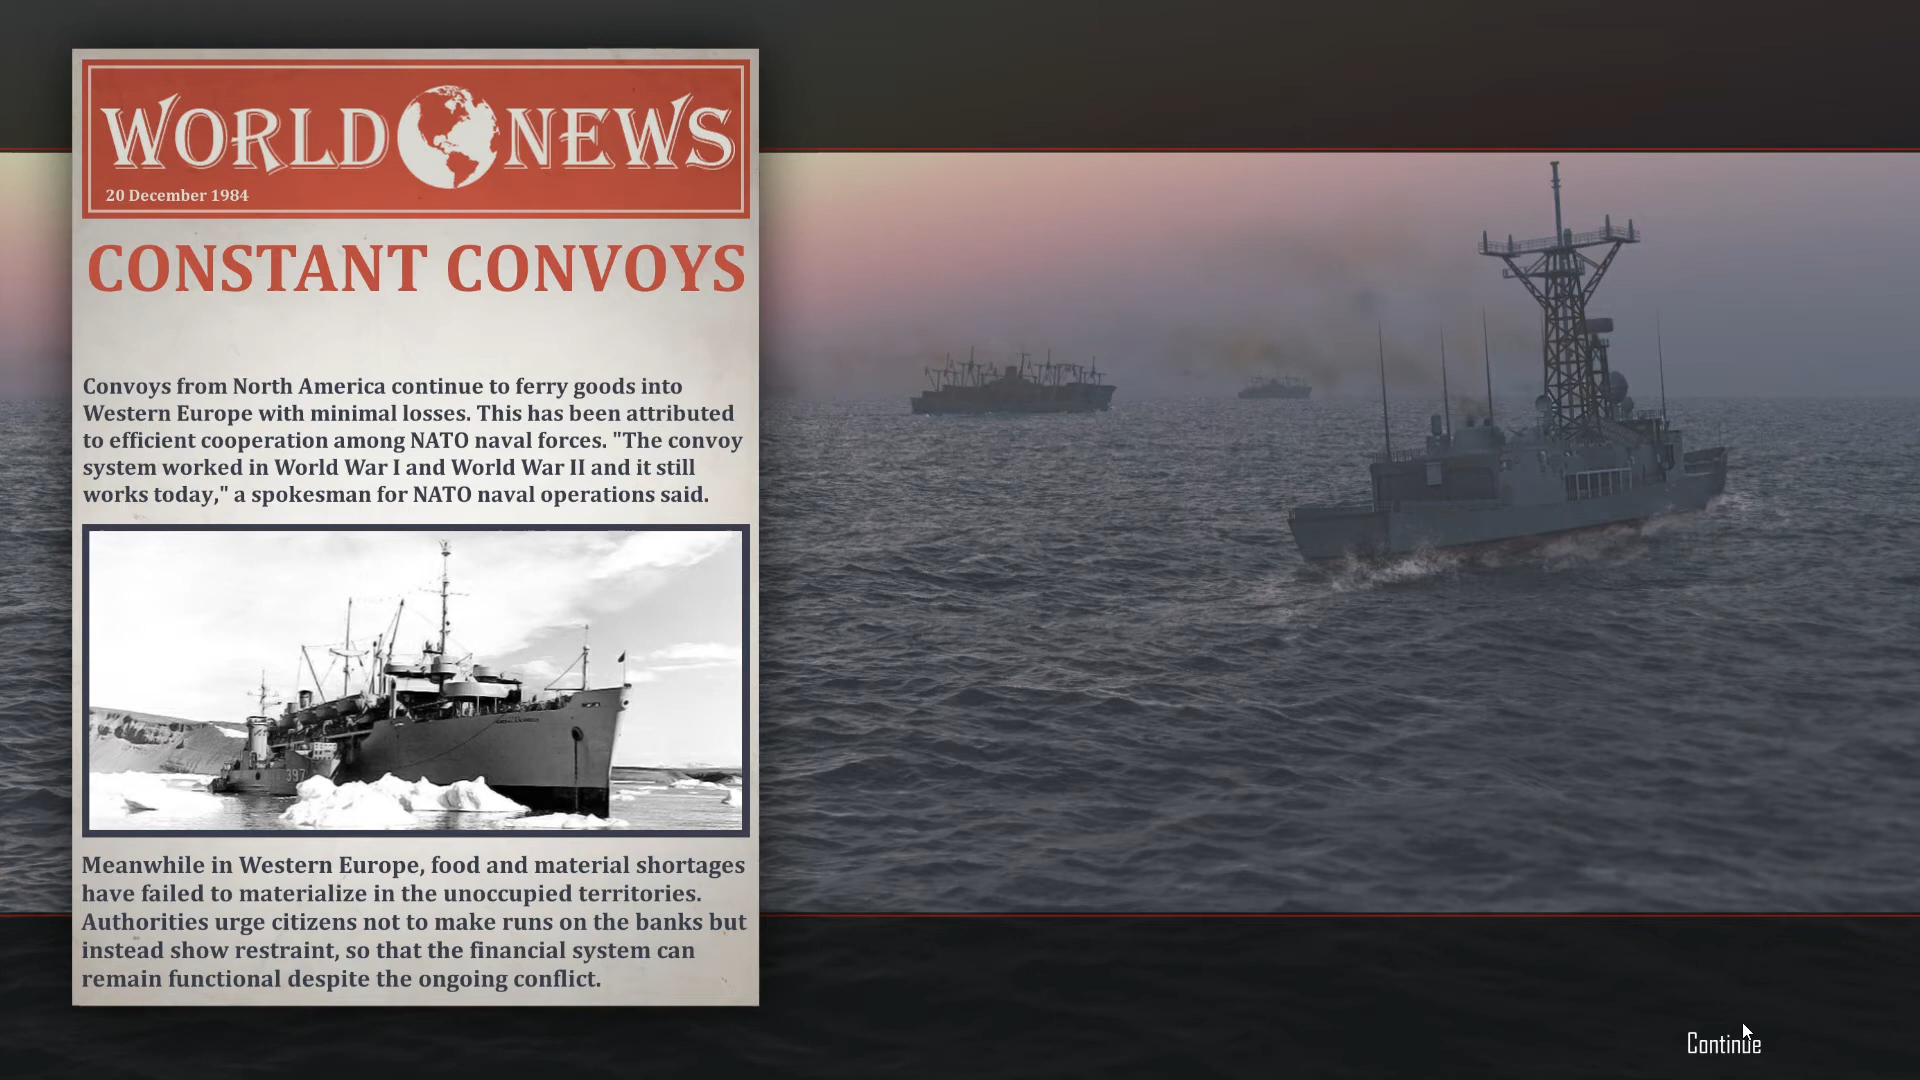 WORLD NEWS
20 December 1984
CONSTANT CONVOYS
Convoys from North America continue to ferry goods into
Western Europe with minimal losses. This has been attributed
to efficient cooperation among NATO naval forces. "The convoy
system worked in World War I and World War II and it still
works today," a spokesman for NATO naval operations said.
397
Meanwhile in Western Europe, food and material shortages
have failed to materialize in the unoccupied territories.
Authorities urge citizens not to make runs on the banks but
instead show restraint, so that the financial system can
remain functional despite the ongoing conflict.
Continue